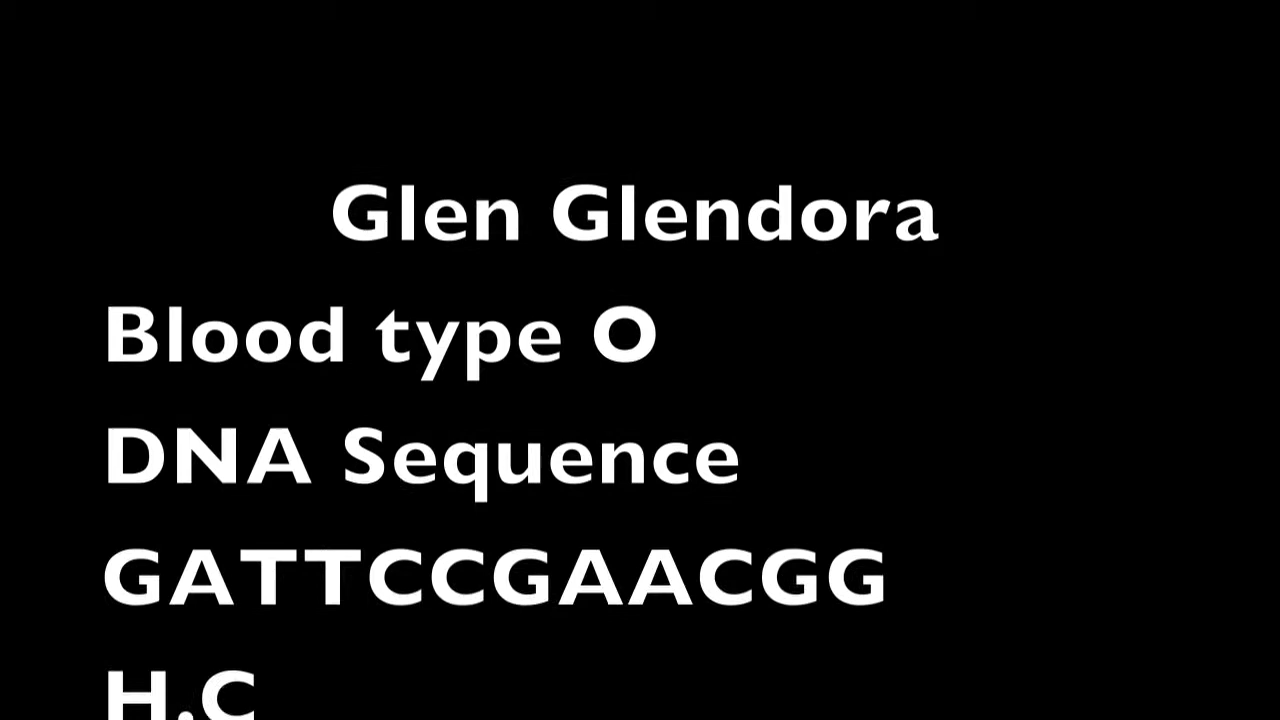 Glen Glendora
Blood type O
DNA Sequence
GATTCCGAACGG
H.C